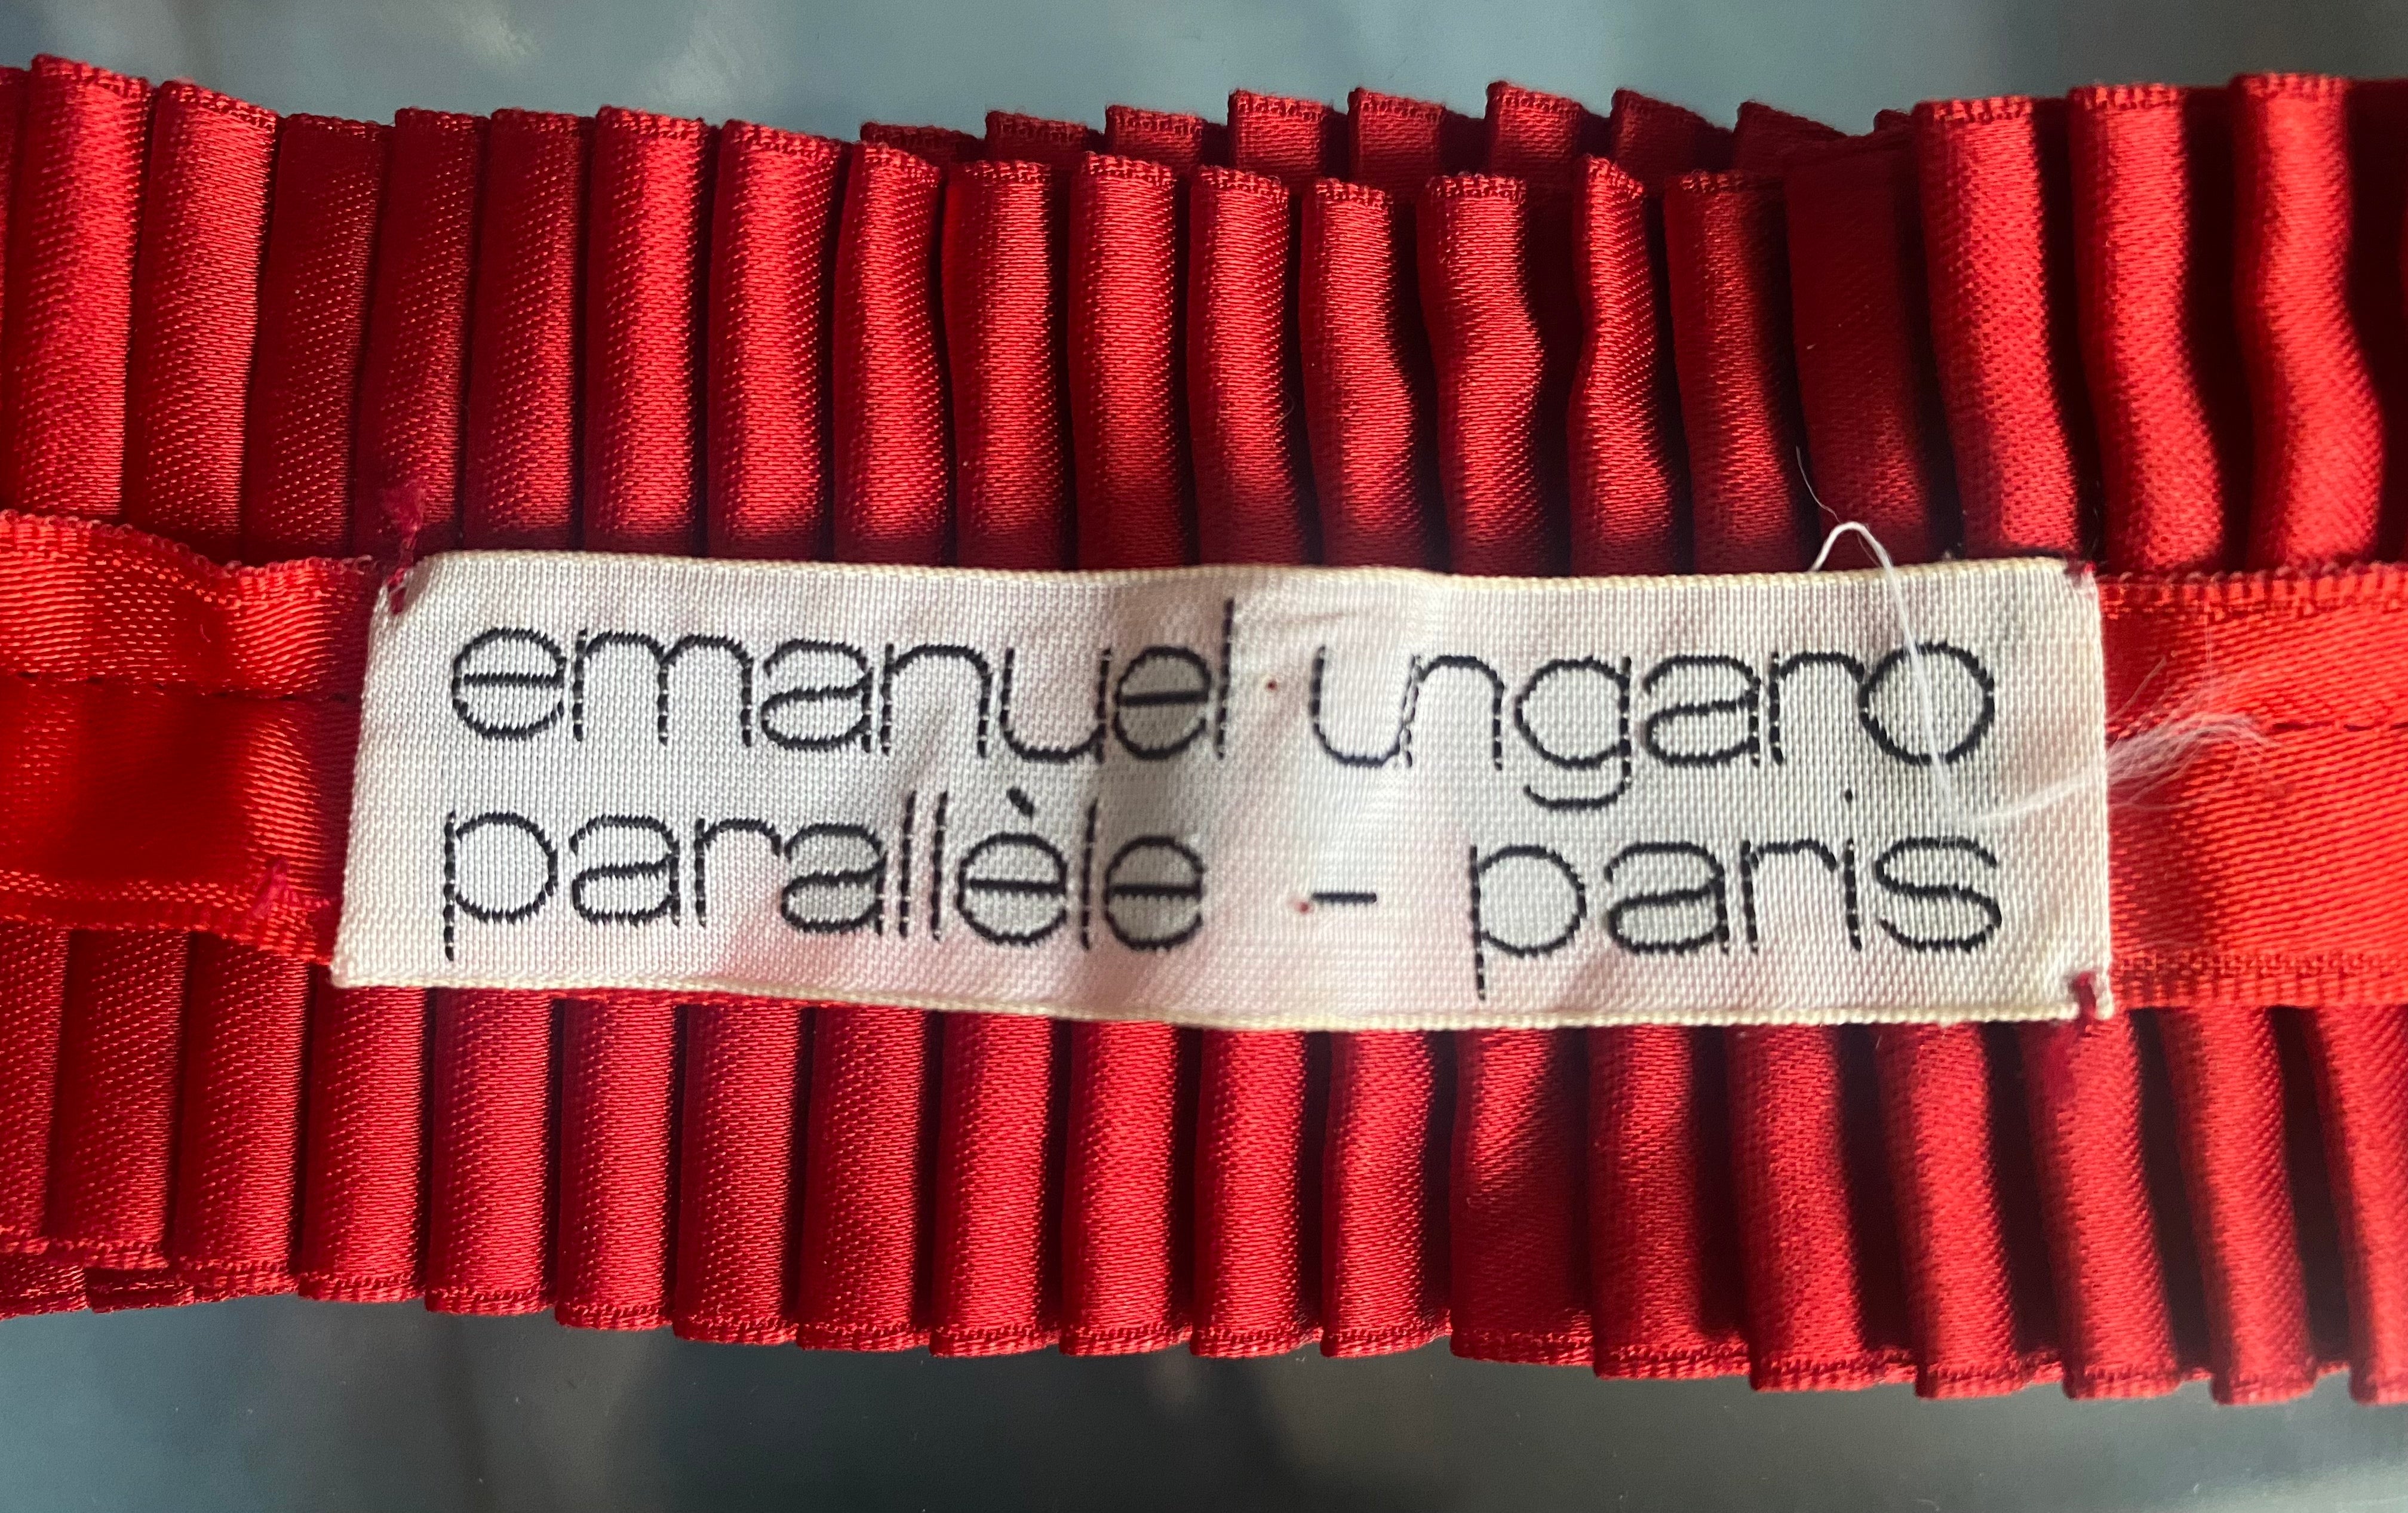 emanuel ungaro
parallèle - paris